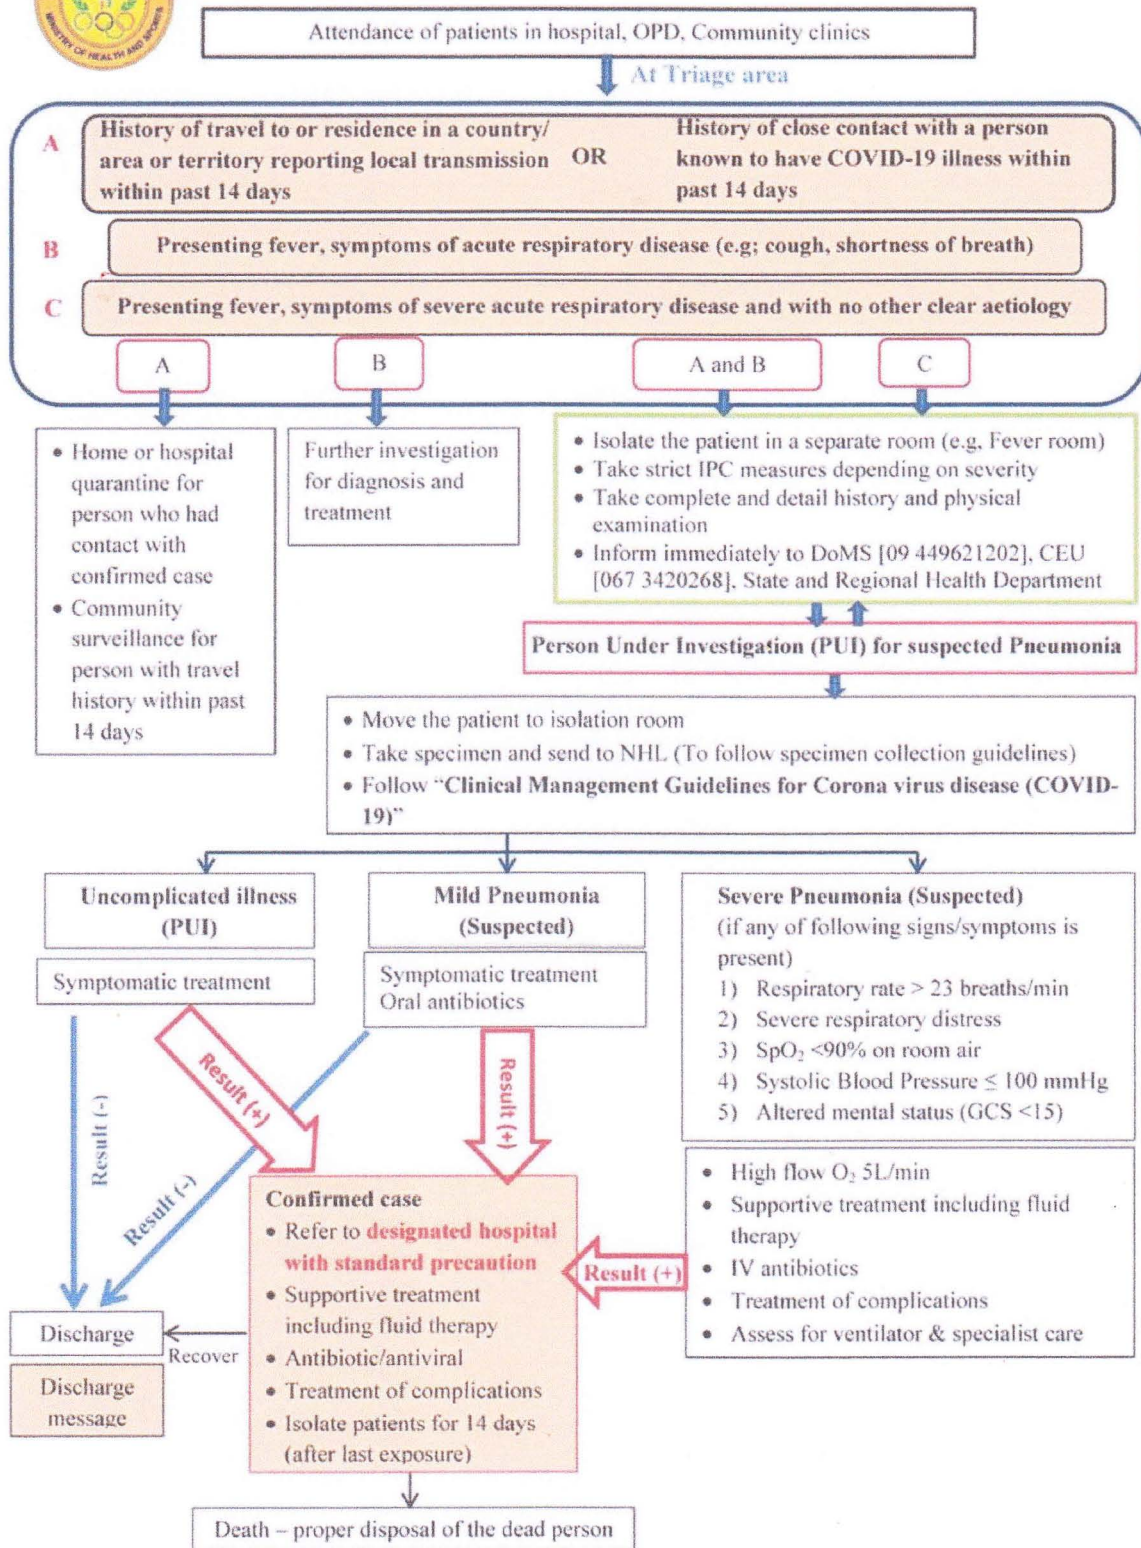 MINISTRY OF HEALTH AND SPORTS
Attendance of patients in hospital, OPD, Community clinics
At Triage area
A
History of travel to or residence in a country/
area or territory reporting local transmission
within past 14 days
OR
History of close contact with a person
known to have COVID-19 illness within
past 14 days
B
Presenting fever, symptoms of acute respiratory disease (e.g; cough, shortness of breath)
C
Presenting fever, symptoms of severe acute respiratory disease and with no other clear aetiology
A
B
A and B
C
• Home or hospital
quarantine for
person who had
contact with
confirmed case
• Community
surveillance for
person with travel
history within past
14 days
Further investigation
for diagnosis and
treatment
• Isolate the patient in a separate room (e.g, Fever room)
• Take strict IPC measures depending on severity
• Take complete and detail history and physical
examination
• Inform immediately to DoMS [09 449621202], CEU
[067 3420268], State and Regional Health Department
Person Under Investigation (PUI) for suspected Pneumonia
• Move the patient to isolation room
• Take specimen and send to NHL (To follow specimen collection guidelines)
• Follow “Clinical Management Guidelines for Corona virus disease (COVID-
19)”
Uncomplicated illness
(PUI)
Symptomatic treatment
Mild Pneumonia
(Suspected)
Symptomatic treatment
Oral antibiotics
Severe Pneumonia (Suspected)
(if any of following signs/symptoms is
present)
1) Respiratory rate > 23 breaths/min
2) Severe respiratory distress
3) SpO₂ <90% on room air
4) Systolic Blood Pressure ≤ 100 mmHg
5) Altered mental status (GCS <15)
• High flow O₂ 5L/min
• Supportive treatment including fluid
therapy
• IV antibiotics
• Treatment of complications
• Assess for ventilator & specialist care
Result (-)
Result (+)
Result (-)
Result (+)
Result (+)
Confirmed case
• Refer to designated hospital
with standard precaution
• Supportive treatment
including fluid therapy
• Antibiotic/antiviral
• Treatment of complications
• Isolate patients for 14 days
(after last exposure)
Discharge
Recover
Discharge
message
Death – proper disposal of the dead person